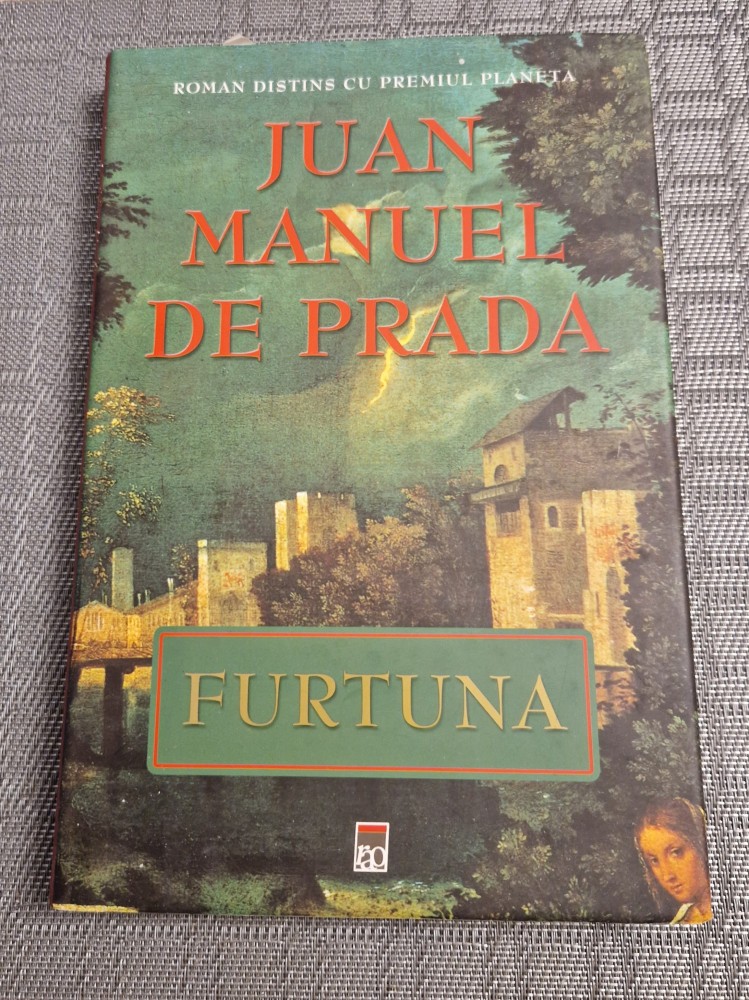 ROMAN DISTINS CU PREMIUL PLANETA
JUAN
MANUEL
DE PRADA
FURTUNA
rao